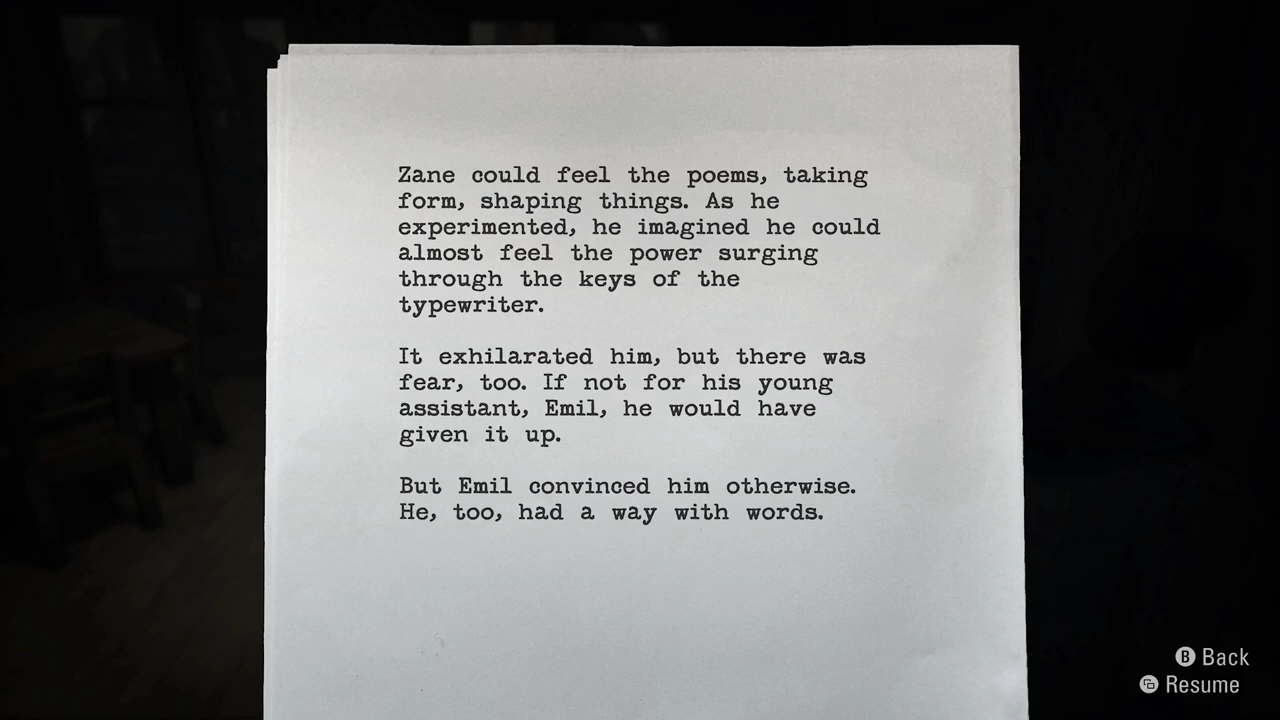 Zane could feel the poems, taking
form, shaping things. As he
experimented, he imagined he could
almost feel the power surging
through the keys of the
typewriter.
It exhilarated him, but there was
fear, too. If not for his young
assistant, Emil, he would have
given it up.
But Emil convinced him otherwise.
He, too, had a way with words.
B Back
Resume